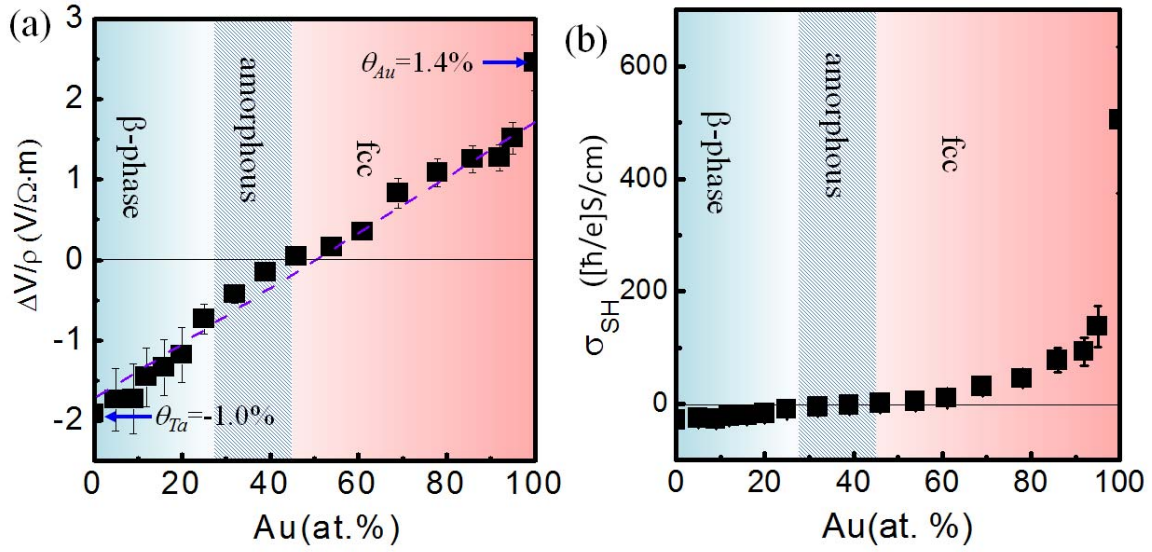 (a)
3
2
1
0
-1
-2
ΔV/ρ (V/Ω·m)
β-phase
amorphous
fcc
θAu=1.4%
θTa=-1.0%
0 20 40 60 80 100
Au(at.%)
(b)
600
400
200
0
σSH ([ħ/e]S/cm)
β-phase
amorphous
fcc
0 20 40 60 80 100
Au(at. %)